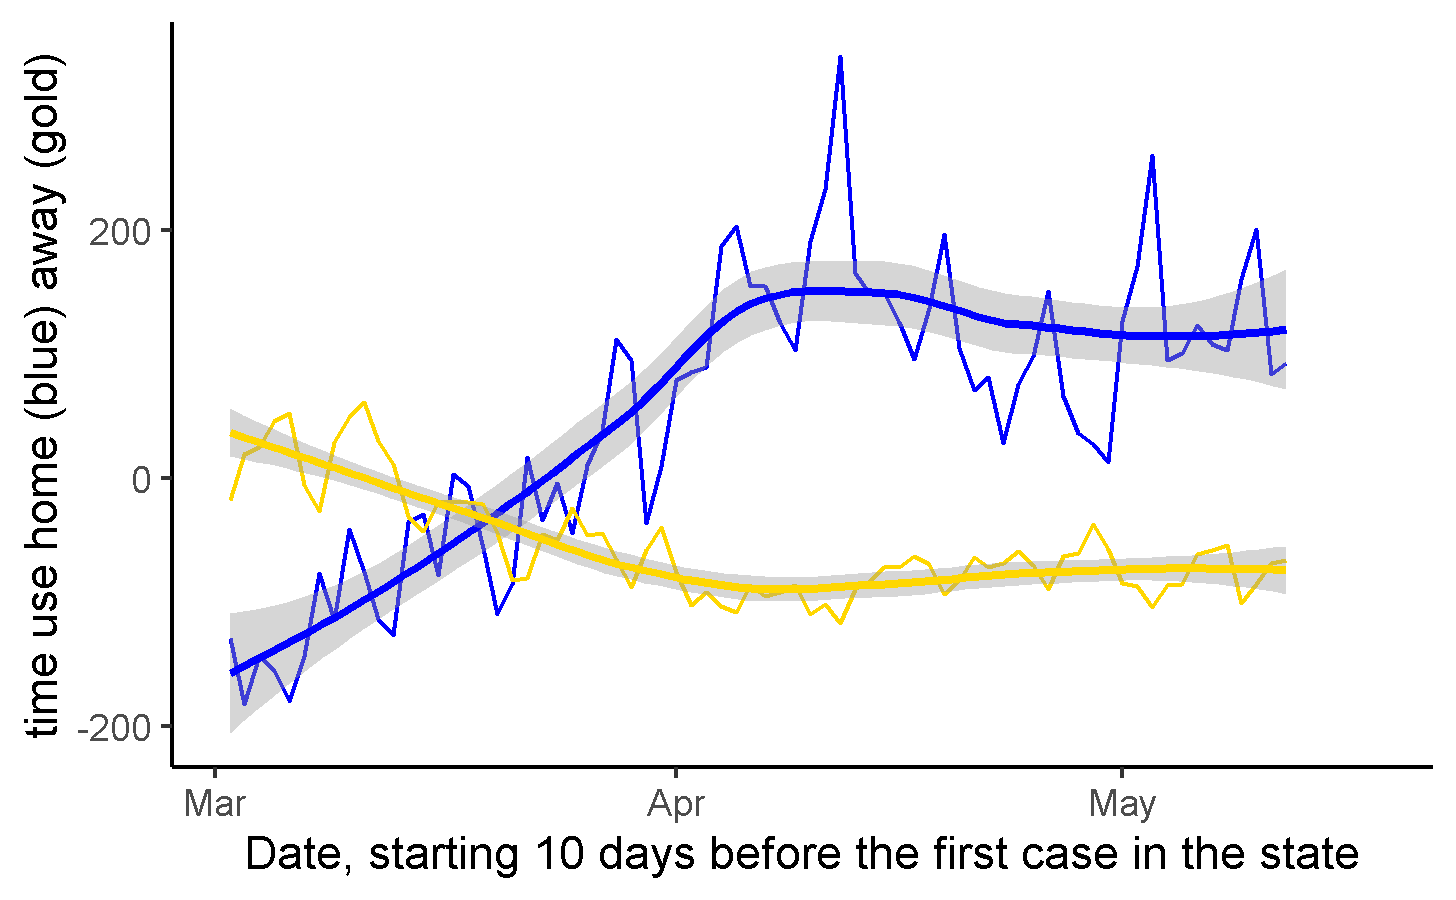 time use home (blue) away (gold)
200
0
-200
Mar
Apr
May
Date, starting 10 days before the first case in the state